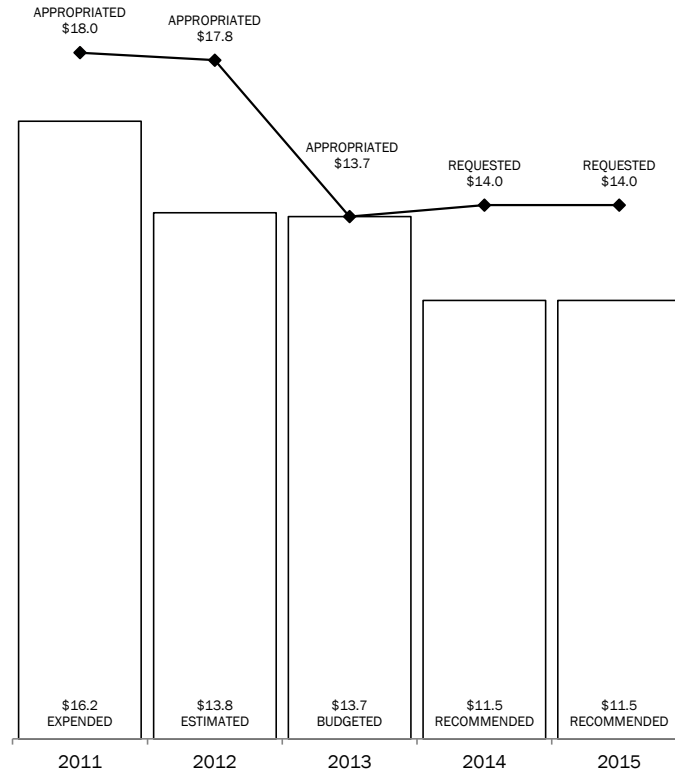 APPROPRIATED
$18.0
APPROPRIATED
$17.8
APPROPRIATED
$13.7
REQUESTED
$14.0
REQUESTED
$14.0
$16.2
EXPENDED
$13.8
ESTIMATED
$13.7
BUDGETED
$11.5
RECOMMENDED
$11.5
RECOMMENDED
2011
2012
2013
2014
2015